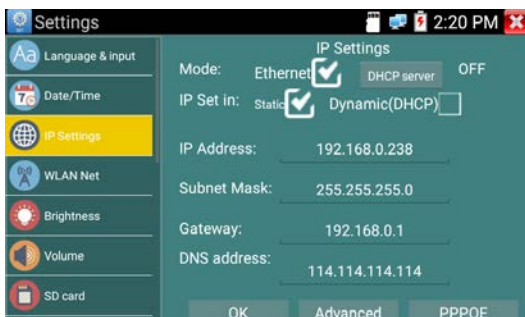 Settings
2:20 PM
Aa Language & input
7 Date/Time
IP Settings
WLAN Net
Brightness
Volume
SD card
IP Settings
Mode: Ethernet DHCP server OFF
IP Set in: Static Dynamic(DHCP)
IP Address: 192.168.0.238
Subnet Mask: 255.255.255.0
Gateway: 192.168.0.1
DNS address: 114.114.114.114
OK Advanced PPPOE